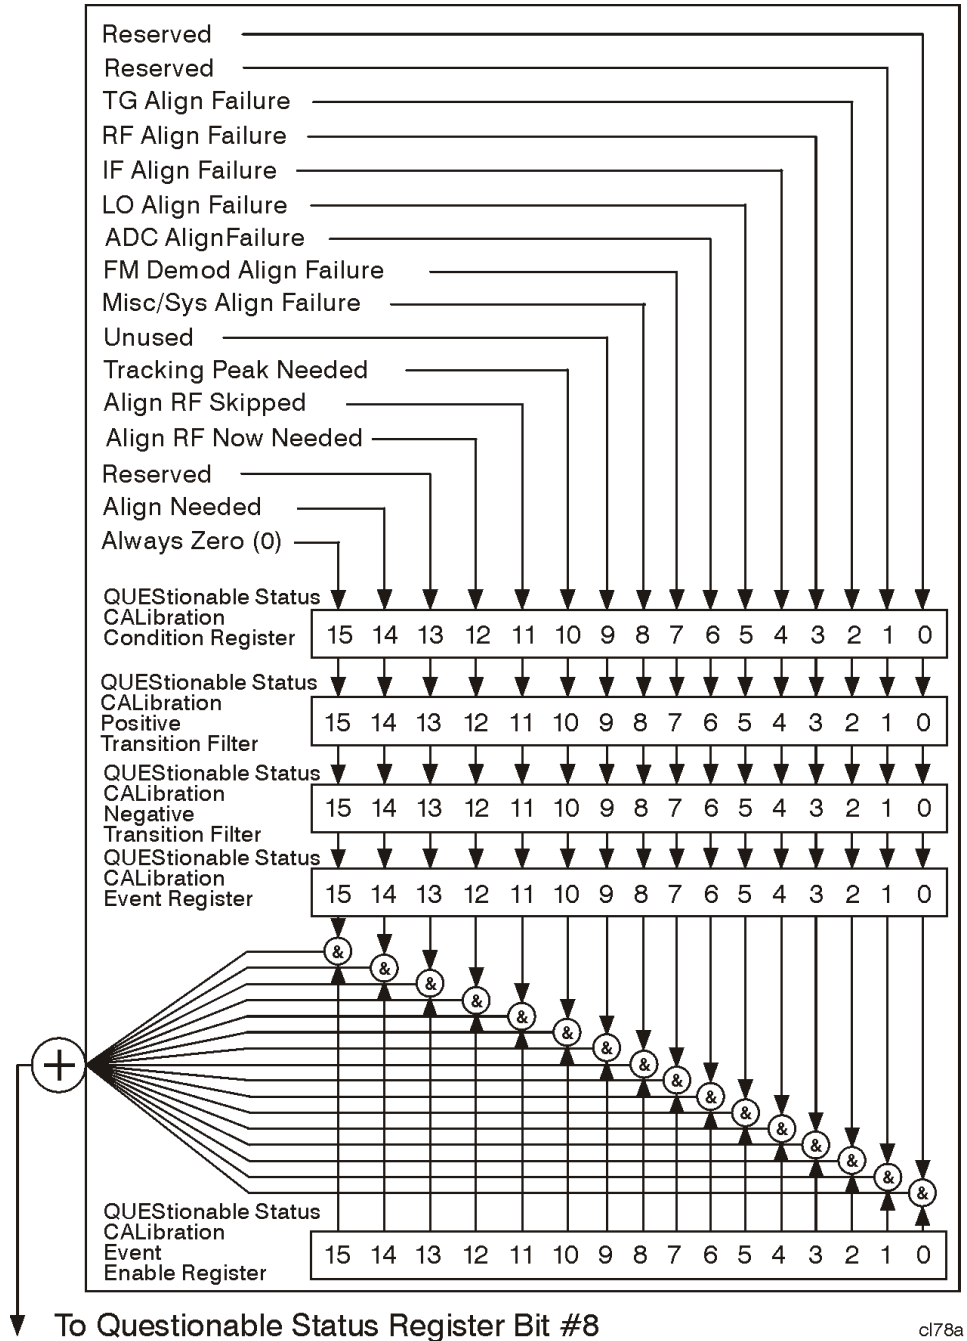 Reserved
Reserved
TG Align Failure
RF Align Failure
IF Align Failure
LO Align Failure
ADC AlignFailure
FM Demod Align Failure
Misc/Sys Align Failure
Unused
Tracking Peak Needed
Align RF Skipped
Align RF Now Needed
Reserved
Align Needed
Always Zero (0)
QUEStionable Status
CALibration
Condition Register
15 14 13 12 11 10 9 8 7 6 5 4 3 2 1 0
QUEStionable Status
CALibration
Positive
Transition Filter
15 14 13 12 11 10 9 8 7 6 5 4 3 2 1 0
QUEStionable Status
CALibration
Negative
Transition Filter
15 14 13 12 11 10 9 8 7 6 5 4 3 2 1 0
QUEStionable Status
CALibration
Event Register
15 14 13 12 11 10 9 8 7 6 5 4 3 2 1 0
& & & & & & & & & & & & & & & &
+
QUEStionable Status
CALibration
Event
Enable Register
15 14 13 12 11 10 9 8 7 6 5 4 3 2 1 0
To Questionable Status Register Bit #8
cl78a